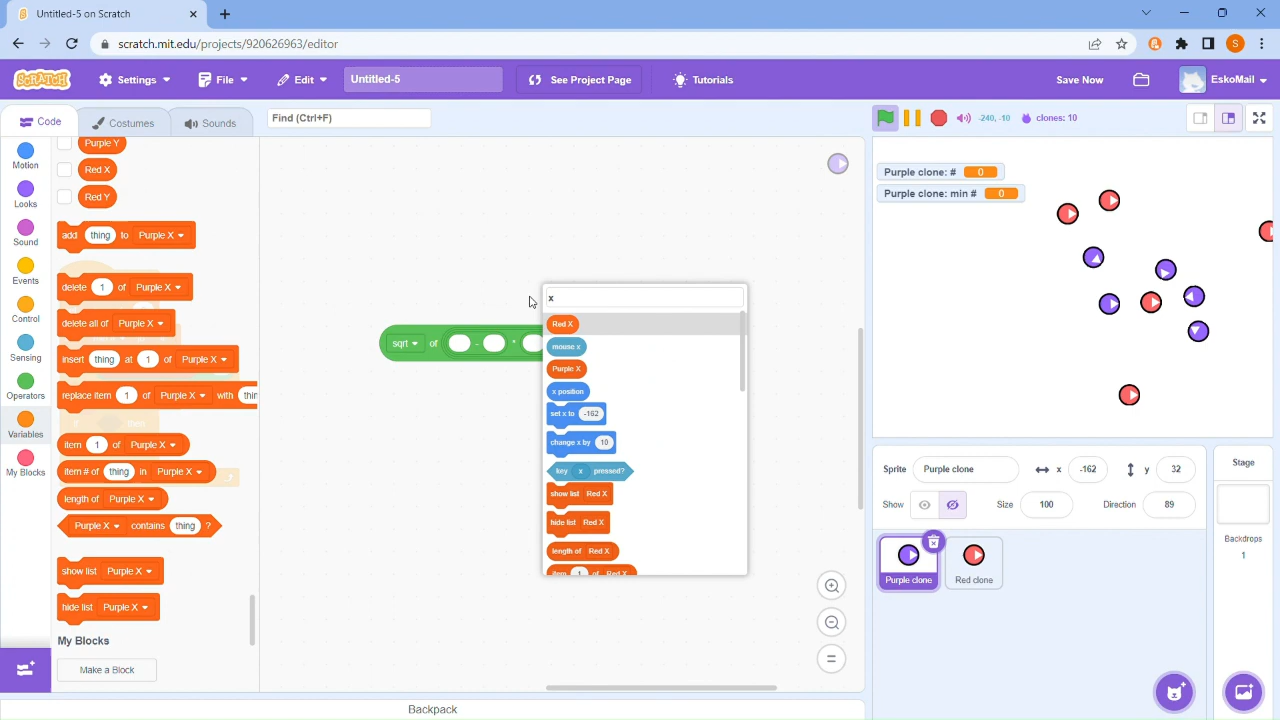 Untitled-5 on Scratch
scratch.mit.edu/projects/920626963/editor
S
SCRATCH
Settings
File
Edit
Untitled-5
See Project Page
Tutorials
Save Now
EskoMail
Code
Costumes
Sounds
Find (Ctrl+F)
-240, -10
clones: 10
Motion
Looks
Sound
Events
Control
Sensing
Operators
Variables
My Blocks
Purple Y
Red X
Red Y
add thing to Purple X
delete 1 of Purple X
delete all of Purple X
insert thing at 1 of Purple X
replace item 1 of Purple X with thin
item 1 of Purple X
item # of thing in Purple X
length of Purple X
Purple X contains thing ?
show list Purple X
hide list Purple X
My Blocks
Make a Block
sqrt of - *
x
Red X
mouse x
Purple X
x position
set x to -162
change x by 10
key x pressed?
show list Red X
hide list Red X
length of Red X
item 1 of Red X
Purple clone: # 0
Purple clone: min # 0
Sprite Purple clone x -162 y 32
Show Size 100 Direction 89
Purple clone
Red clone
Stage
Backdrops
1
Backpack